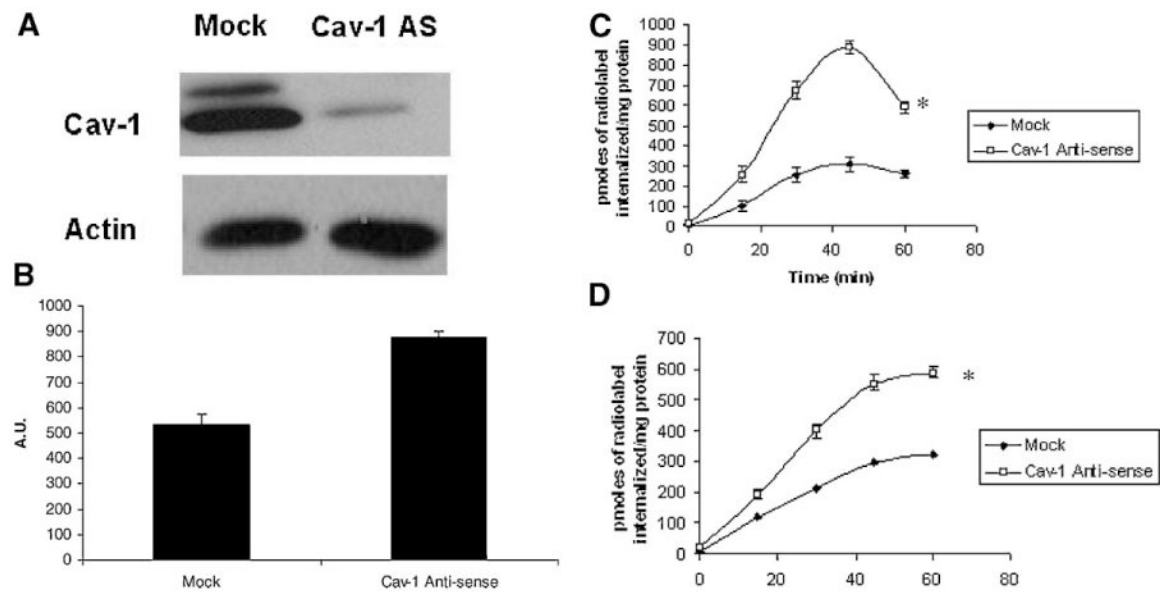 A
Mock
Cav-1 AS
Cav-1
Actin
B
1000
900
800
700
600
500
400
300
200
100
0
A.U.
Mock
Cav-1 Anti-sense
C
1000
900
800
700
600
500
400
300
200
100
0
pmoles of radiolabel
internalized/mg protein
0 20 40 60 80
Time (min)
*
Mock
Cav-1 Anti-sense
D
700
600
500
400
300
200
100
0
pmoles of radiolabel
internalized/mg protein
0 20 40 60 80
*
Mock
Cav-1 Anti-sense